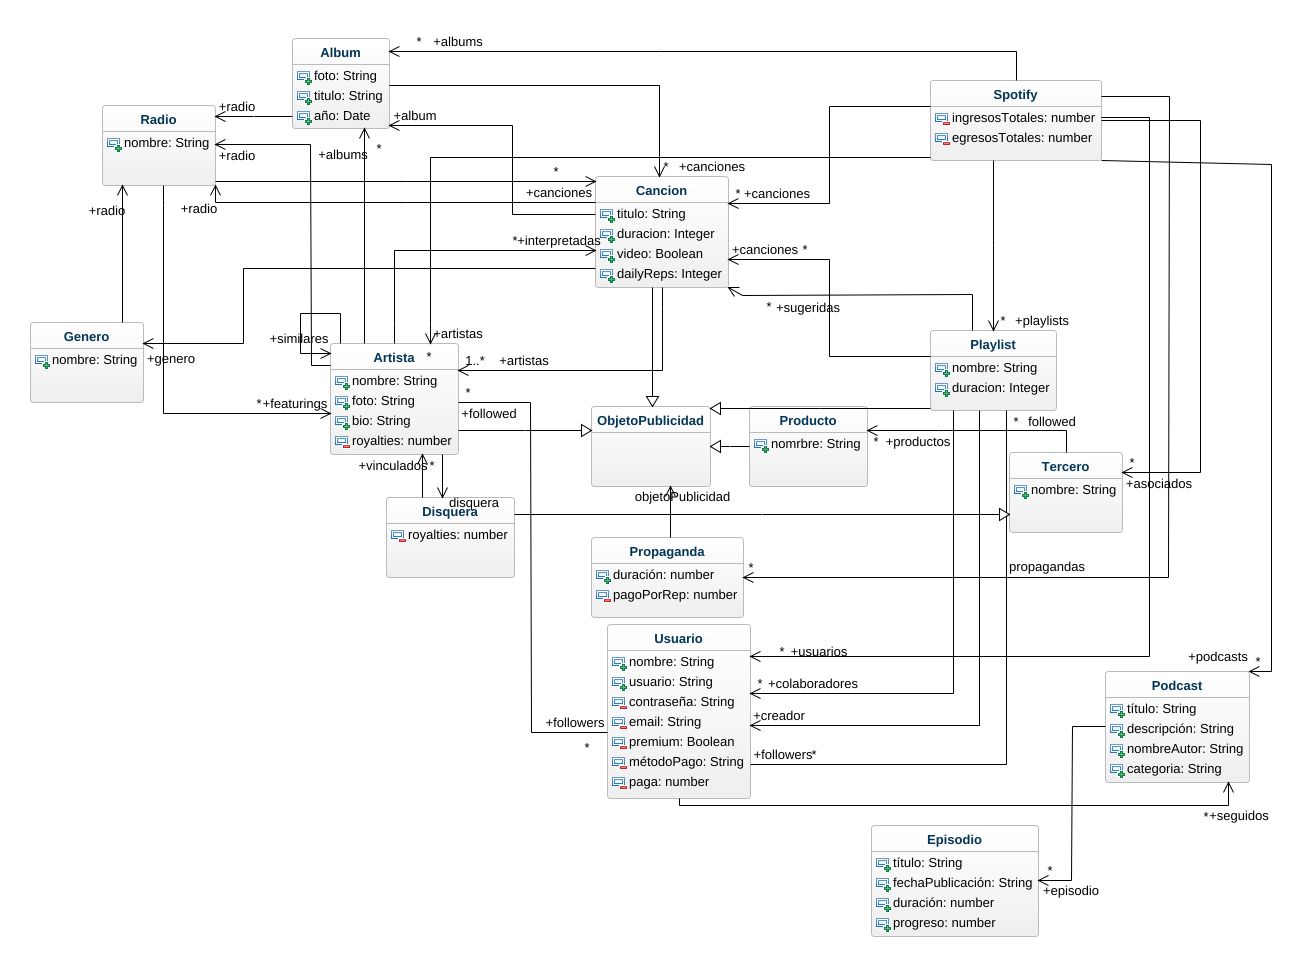 * +albums
Album
foto: String
titulo: String
año: Date
Spotify
ingresosTotales: number
egresosTotales: number
+radio
+album
Radio
nombre: String
+radio
+albums *
* +canciones
*
+canciones
* +canciones
Cancion
titulo: String
duracion: Integer
video: Boolean
dailyReps: Integer
+radio
+radio
*+interpretadas
+canciones *
* +sugeridas
* +playlists
Genero
nombre: String
+genero
+similares
+artistas
*
Artista
nombre: String
foto: String
bio: String
royalties: number
1..* +artistas
Playlist
nombre: String
duracion: Integer
*+featurings
*
+followed
ObjetoPublicidad
Producto
nomrbre: String
* followed
* +productos
Tercero
nombre: String
*
+asociados
+vinculados *
disquera
Disquera
royalties: number
objetoPublicidad
Propaganda
duración: number
pagoPorRep: number
*
propagandas
Usuario
nombre: String
usuario: String
contraseña: String
email: String
premium: Boolean
métodoPago: String
paga: number
* +usuarios
* +colaboradores
+creador
+followers*
+followers
*
+podcasts *
Podcast
título: String
descripción: String
nombreAutor: String
categoria: String
*+seguidos
Episodio
título: String
fechaPublicación: String
duración: number
progreso: number
*
+episodio